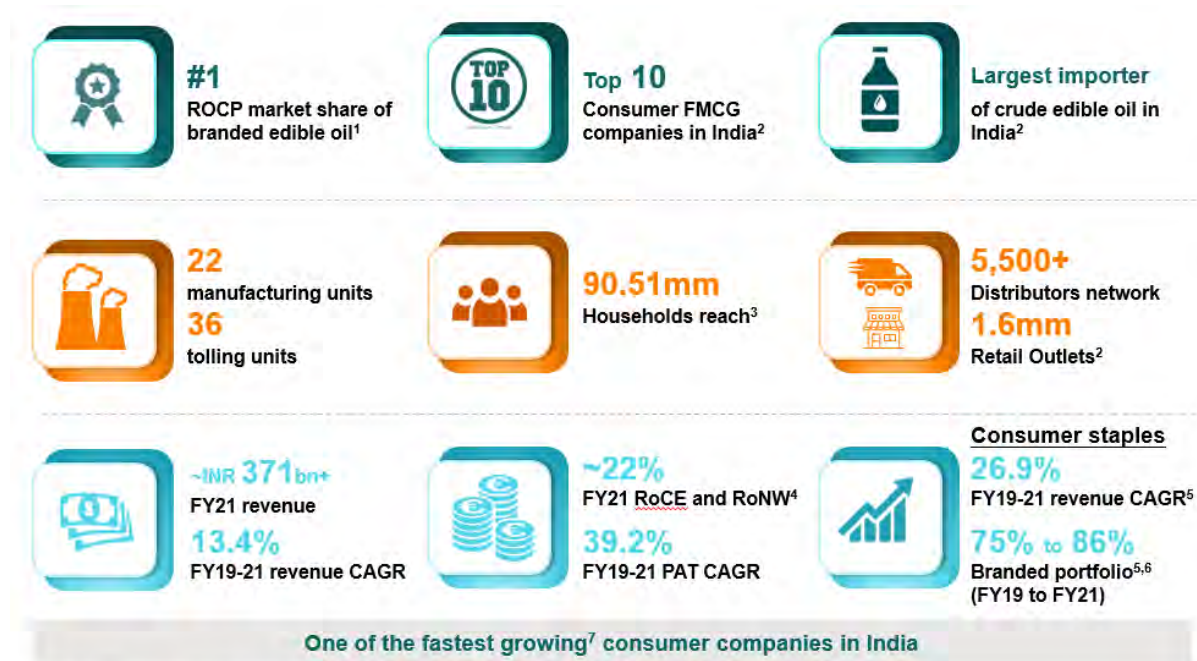 #1
ROCP market share of
branded edible oil¹
TOP
10
Top 10
Consumer FMCG
companies in India²
Largest importer
of crude edible oil in
India²
22
manufacturing units
36
tolling units
90.51mm
Households reach³
5,500+
Distributors network
1.6mm
Retail Outlets²
~INR 371bn+
FY21 revenue
13.4%
FY19-21 revenue CAGR
~22%
FY21 RoCE and RoNW⁴
39.2%
FY19-21 PAT CAGR
Consumer staples
26.9%
FY19-21 revenue CAGR⁵
75% to 86%
Branded portfolio⁵,⁶
(FY19 to FY21)
One of the fastest growing⁷ consumer companies in India